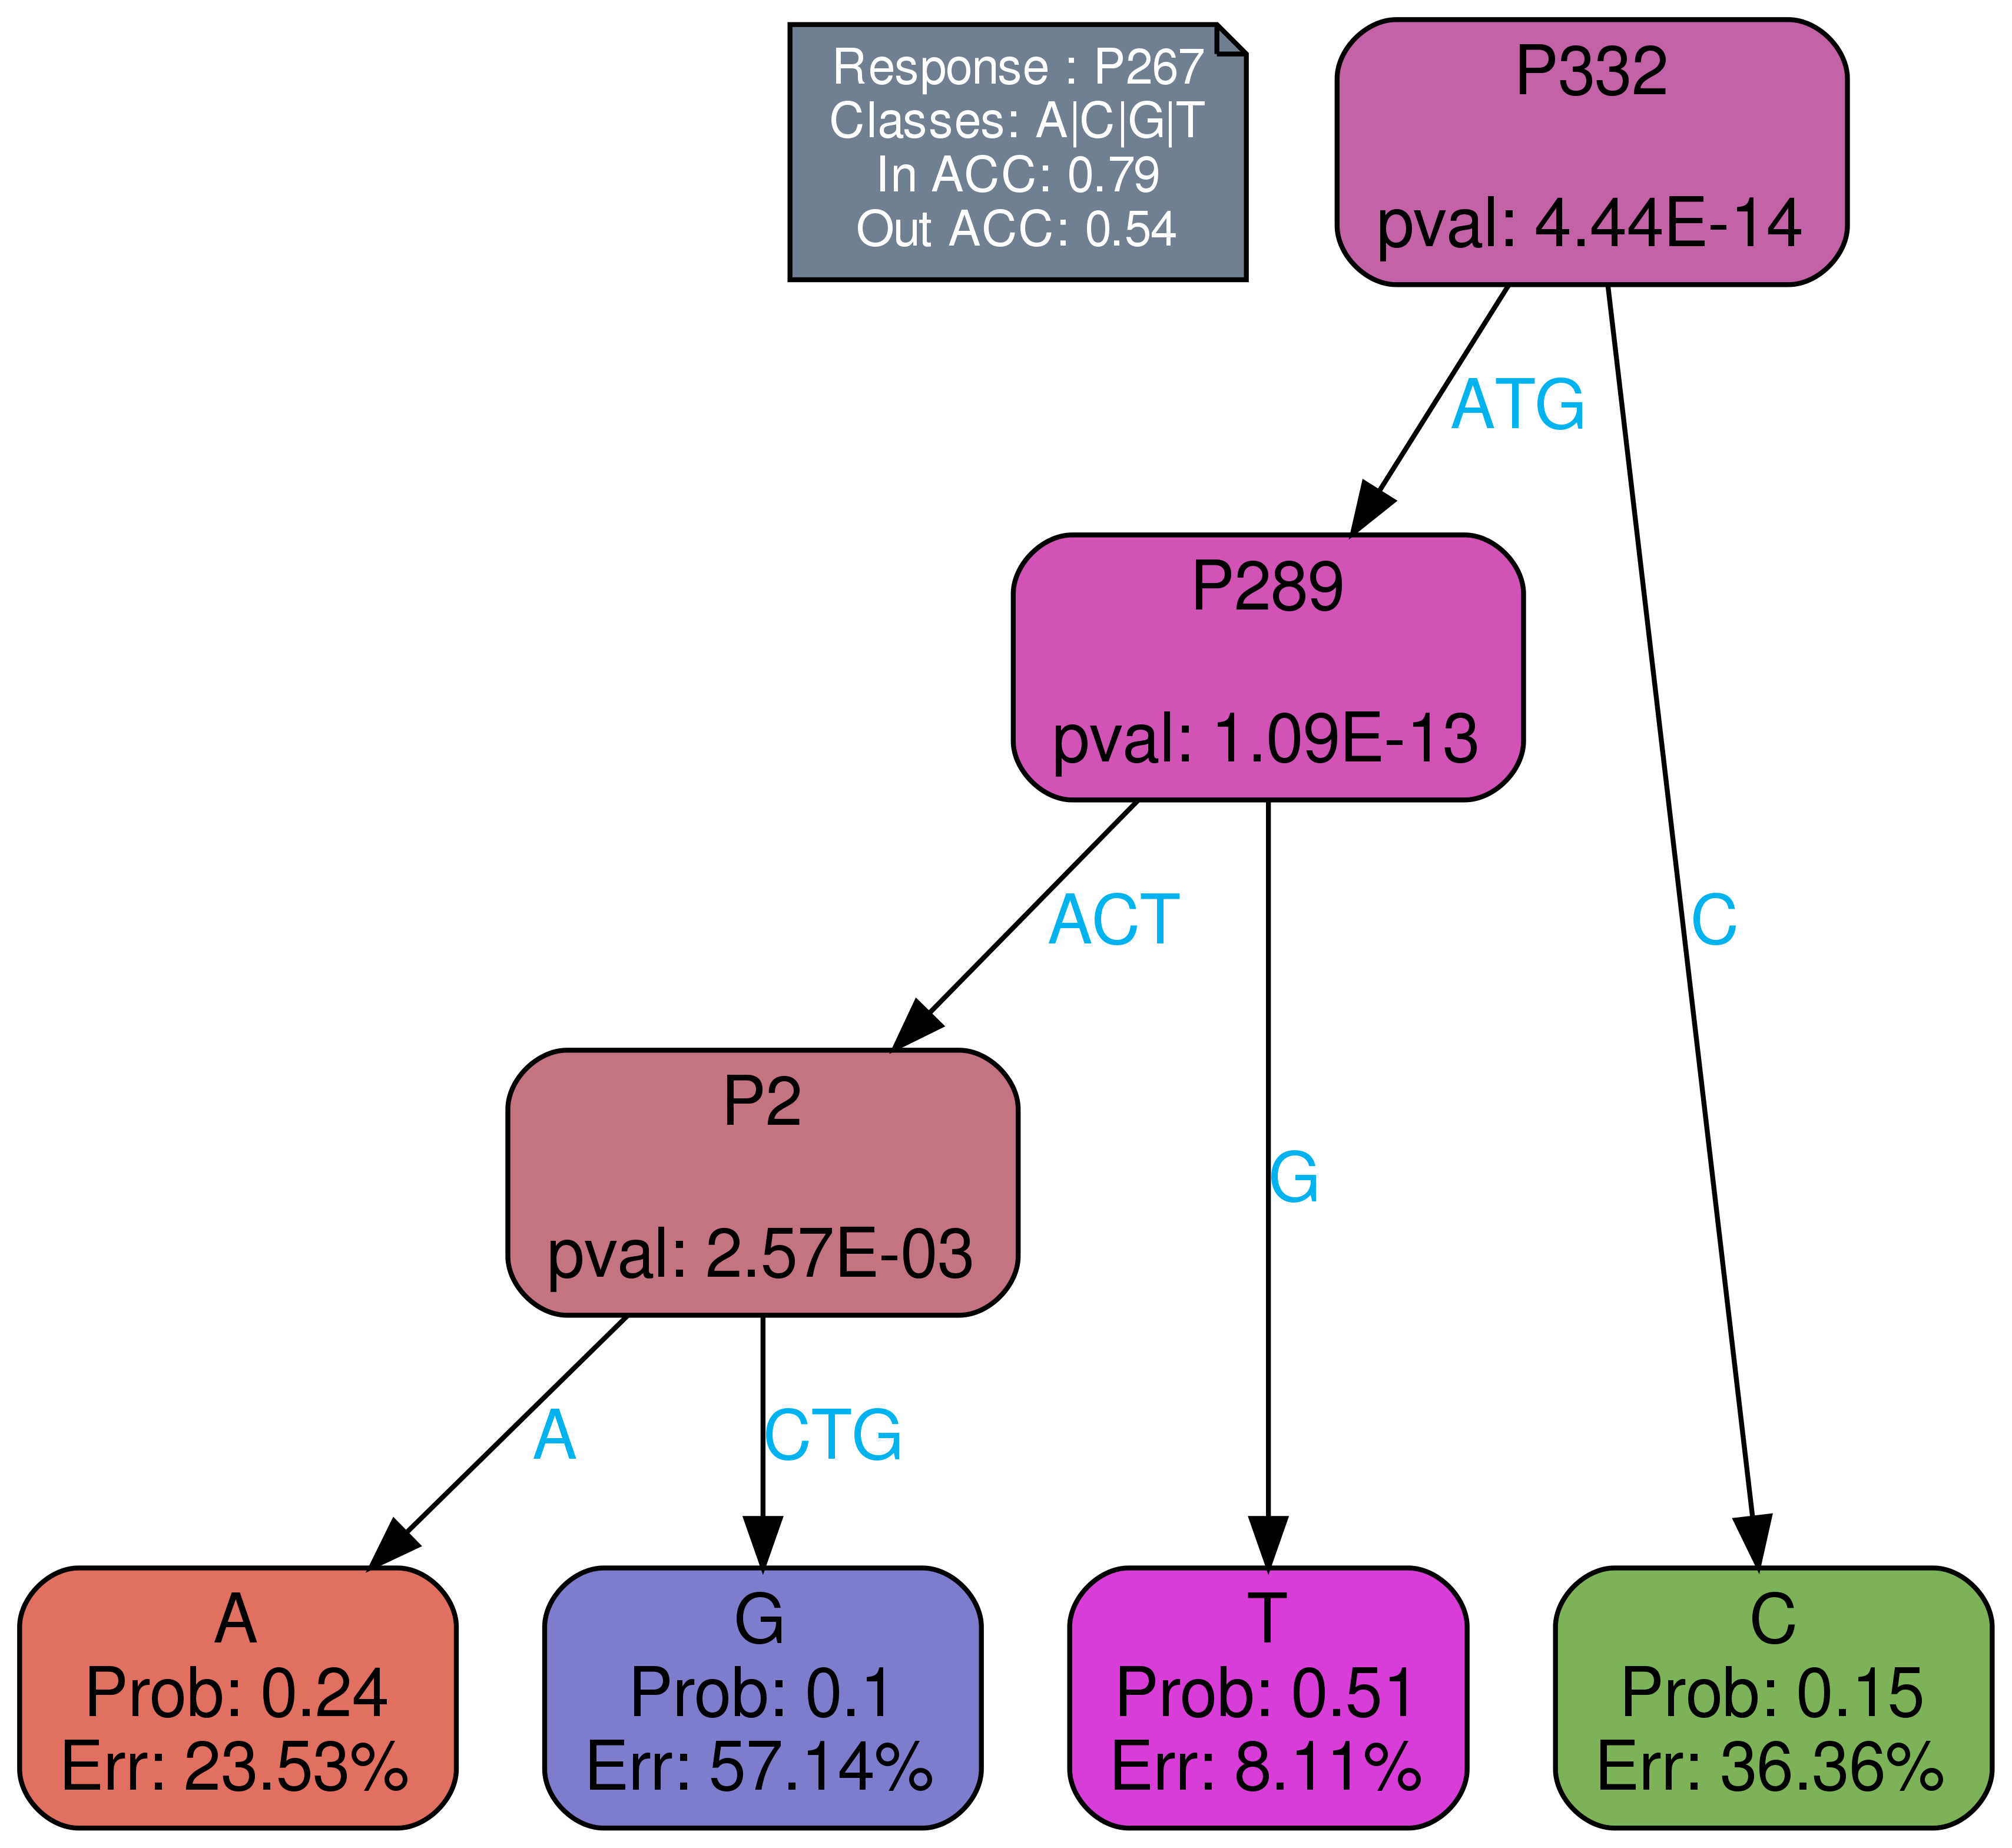 Response : P267
Classes: A|C|G|T
In ACC: 0.79
Out ACC: 0.54
P332
pval: 4.44E-14
ATG
P289
pval: 1.09E-13
ACT
C
P2
pval: 2.57E-03
G
A
CTG
A
Prob: 0.24
Err: 23.53%
G
Prob: 0.1
Err: 57.14%
T
Prob: 0.51
Err: 8.11%
C
Prob: 0.15
Err: 36.36%